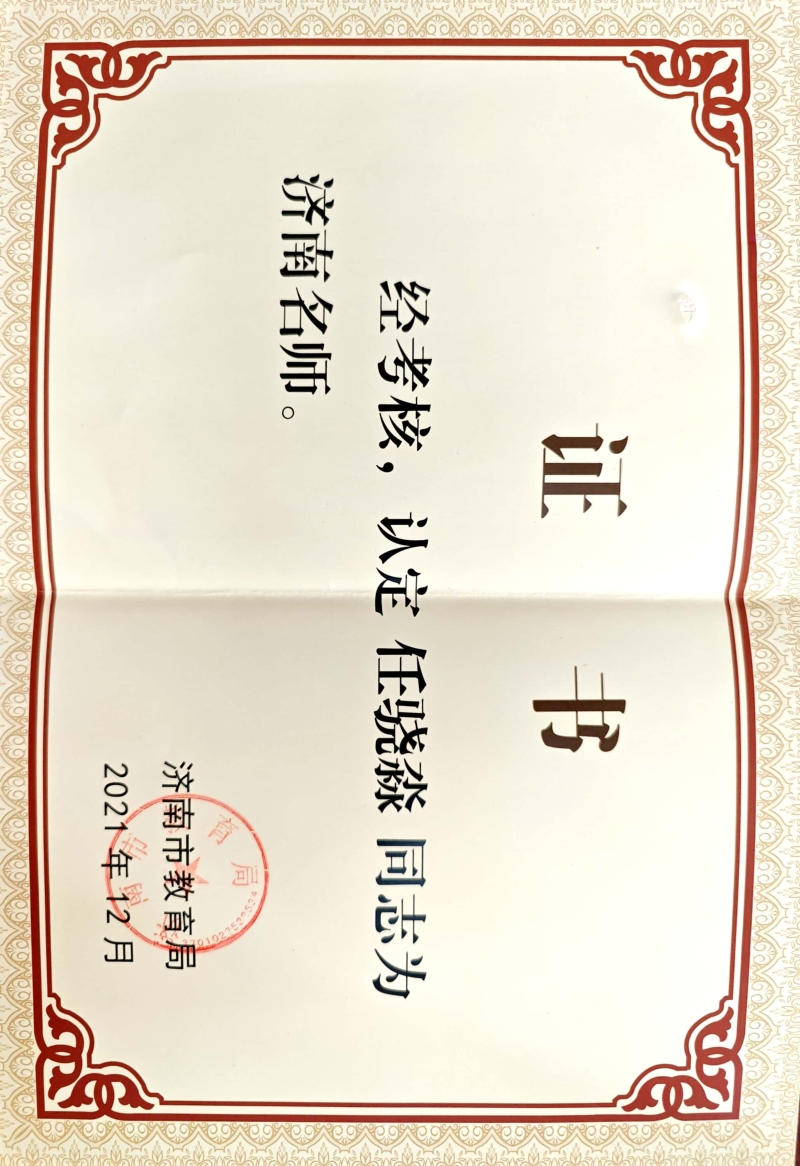 证书
经考核，认定 任骁淼 同志为
济南名师。
济南市教育局
2021年12月